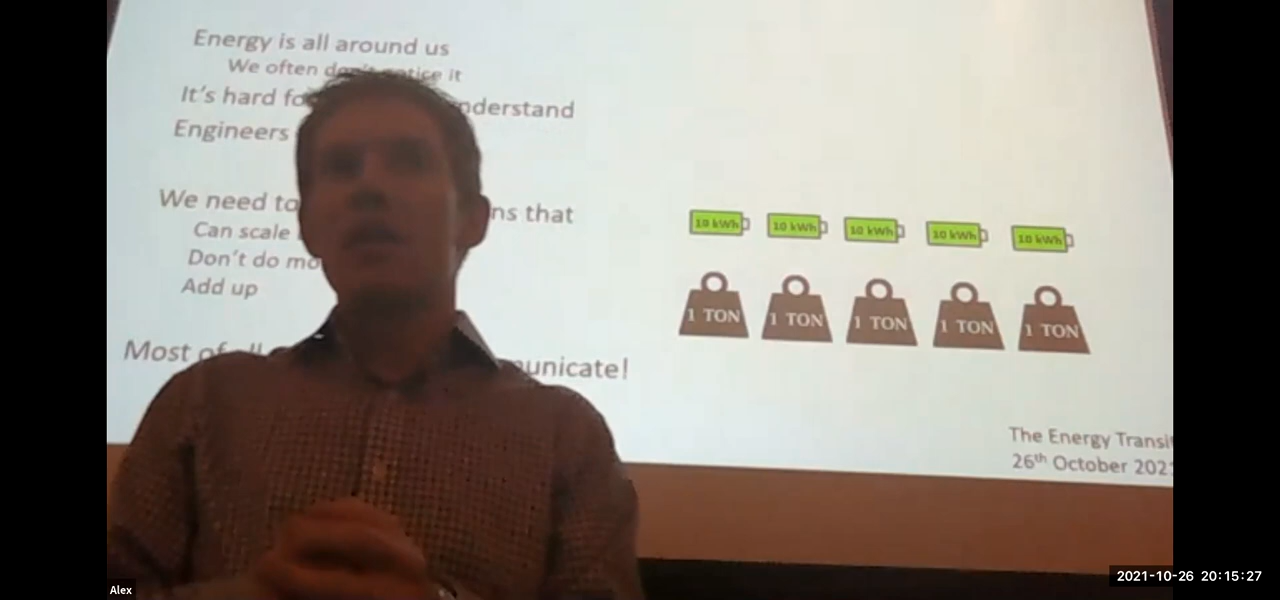 Energy is all around us
We often don't notice it
It's hard fo nderstand
Engineers
We need to ns that
Can scale
Don't do mo
Add up
Most of all unicate!
10 kWh 10 kWh 10 kWh 10 kWh 10 kWh
1 TON 1 TON 1 TON 1 TON 1 TON
The Energy Transi
26th October 202
Alex
2021-10-26 20:15:27